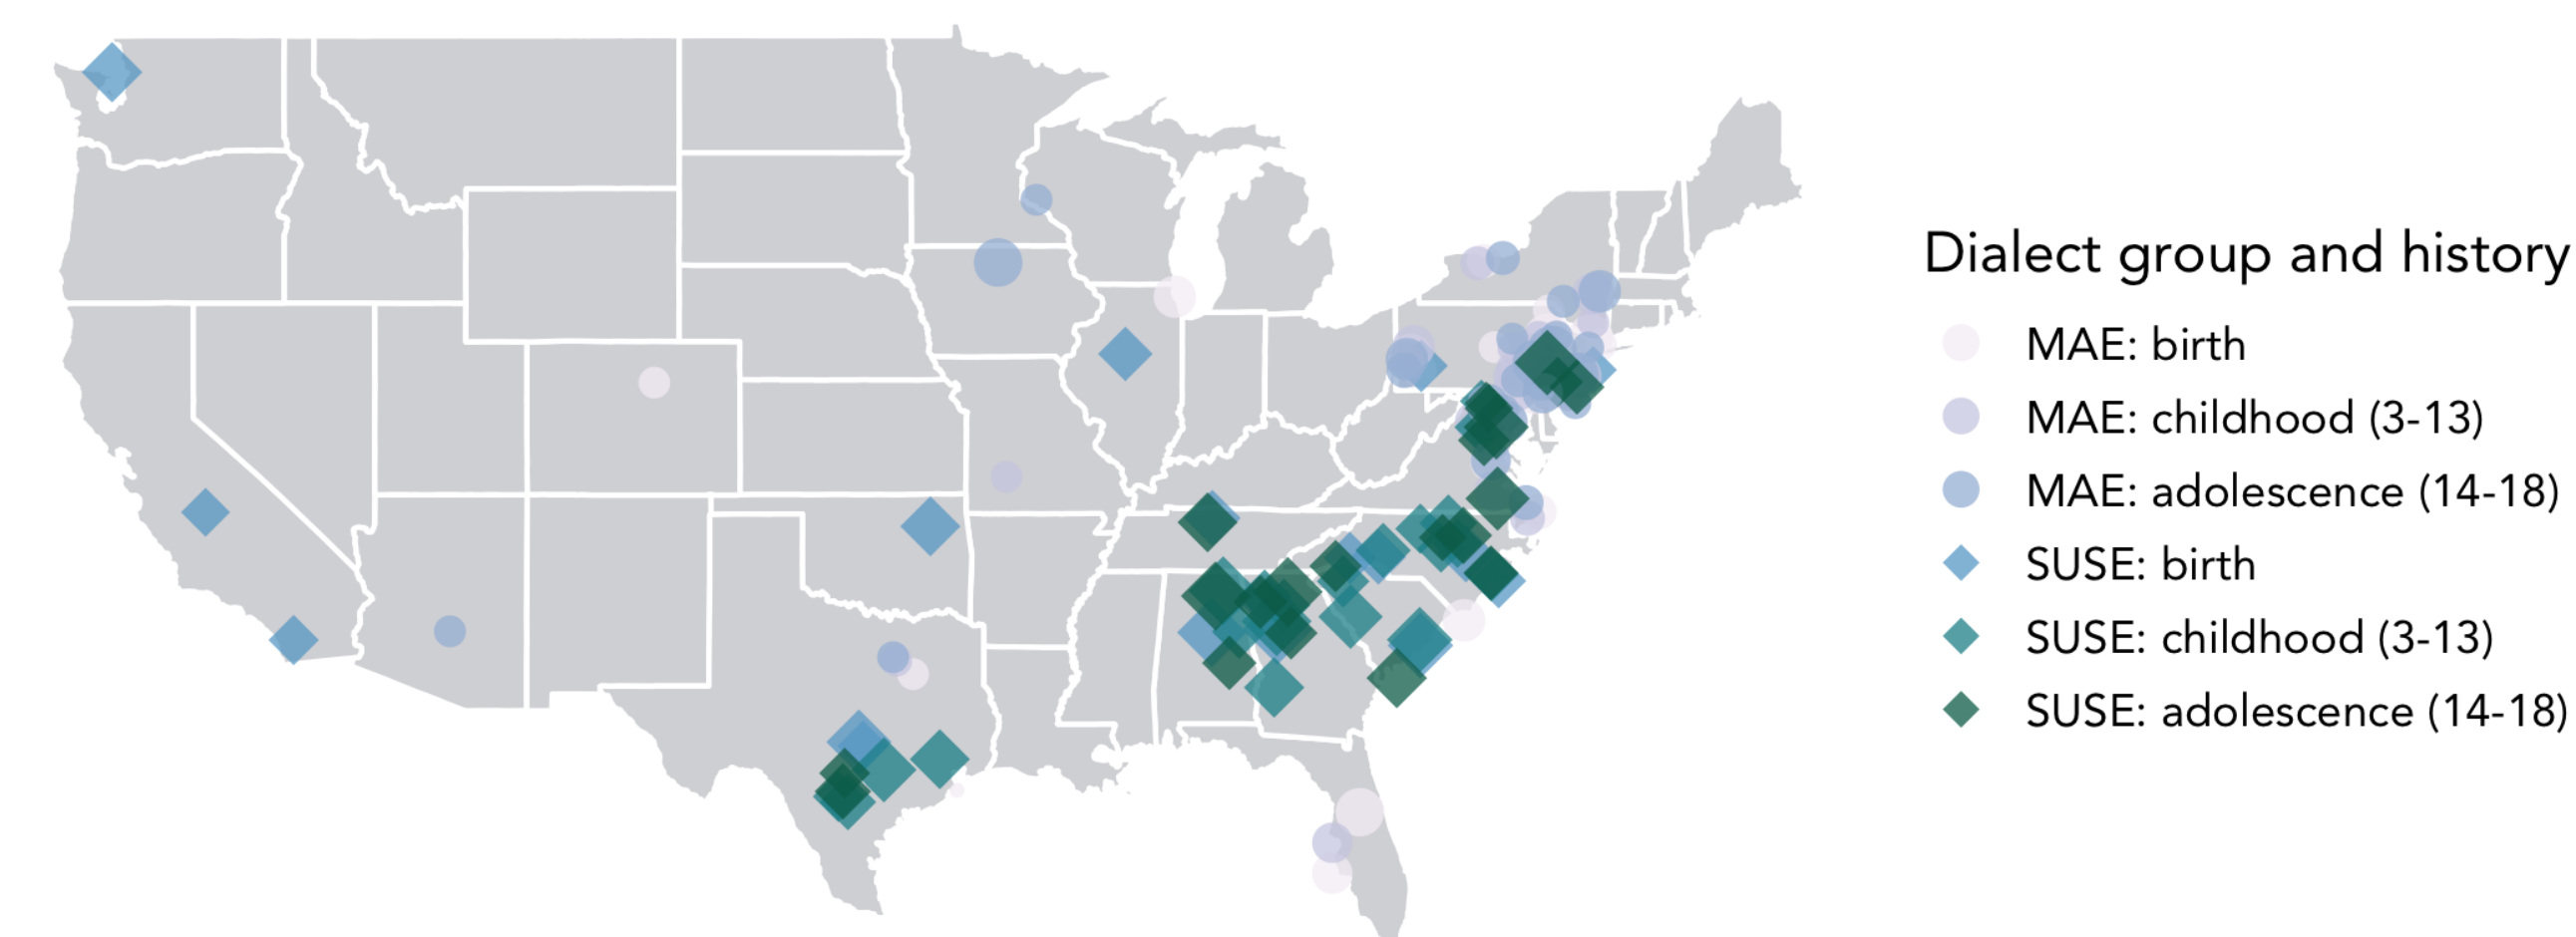 Dialect group and history
MAE: birth
MAE: childhood (3-13)
MAE: adolescence (14-18)
SUSE: birth
SUSE: childhood (3-13)
SUSE: adolescence (14-18)